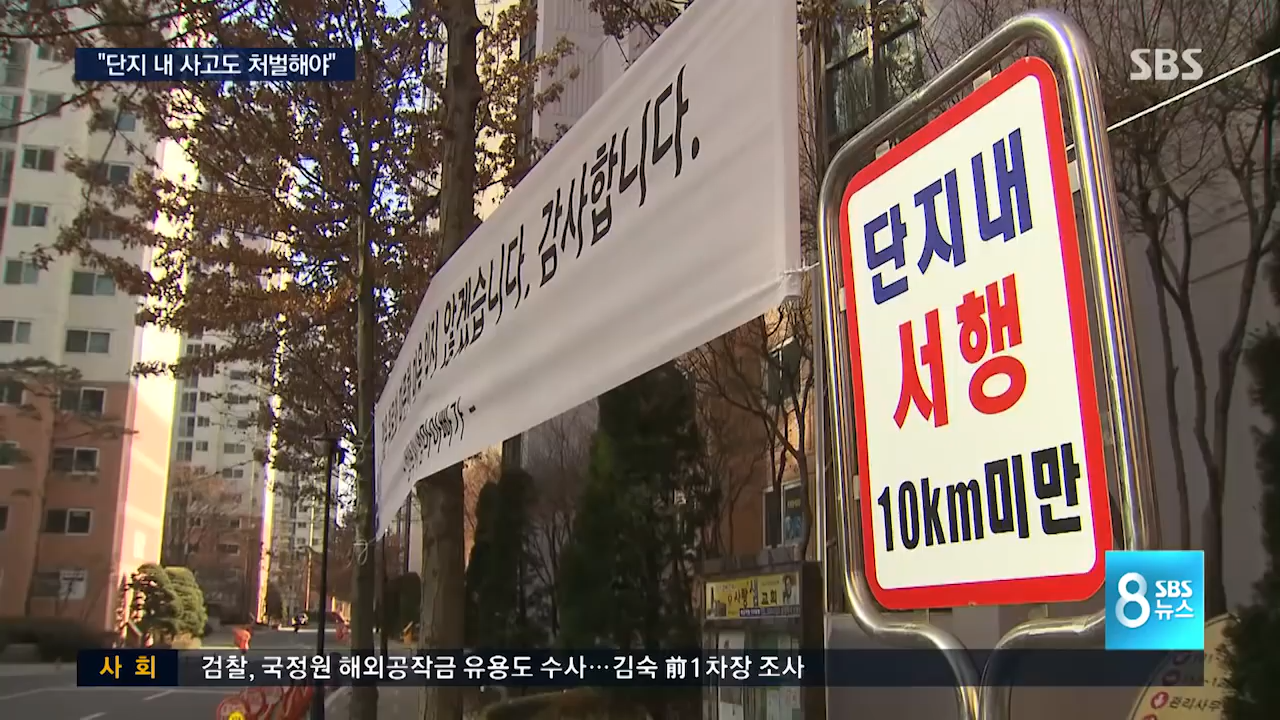 "단지 내 사고도 처벌해야"
SBS
않겠습니다. 감사합니다.
단지내
서행
10km미만
8 SBS
뉴스
사 회
검찰, 국정원 해외공작금 유용도 수사…김숙 前1차장 조사